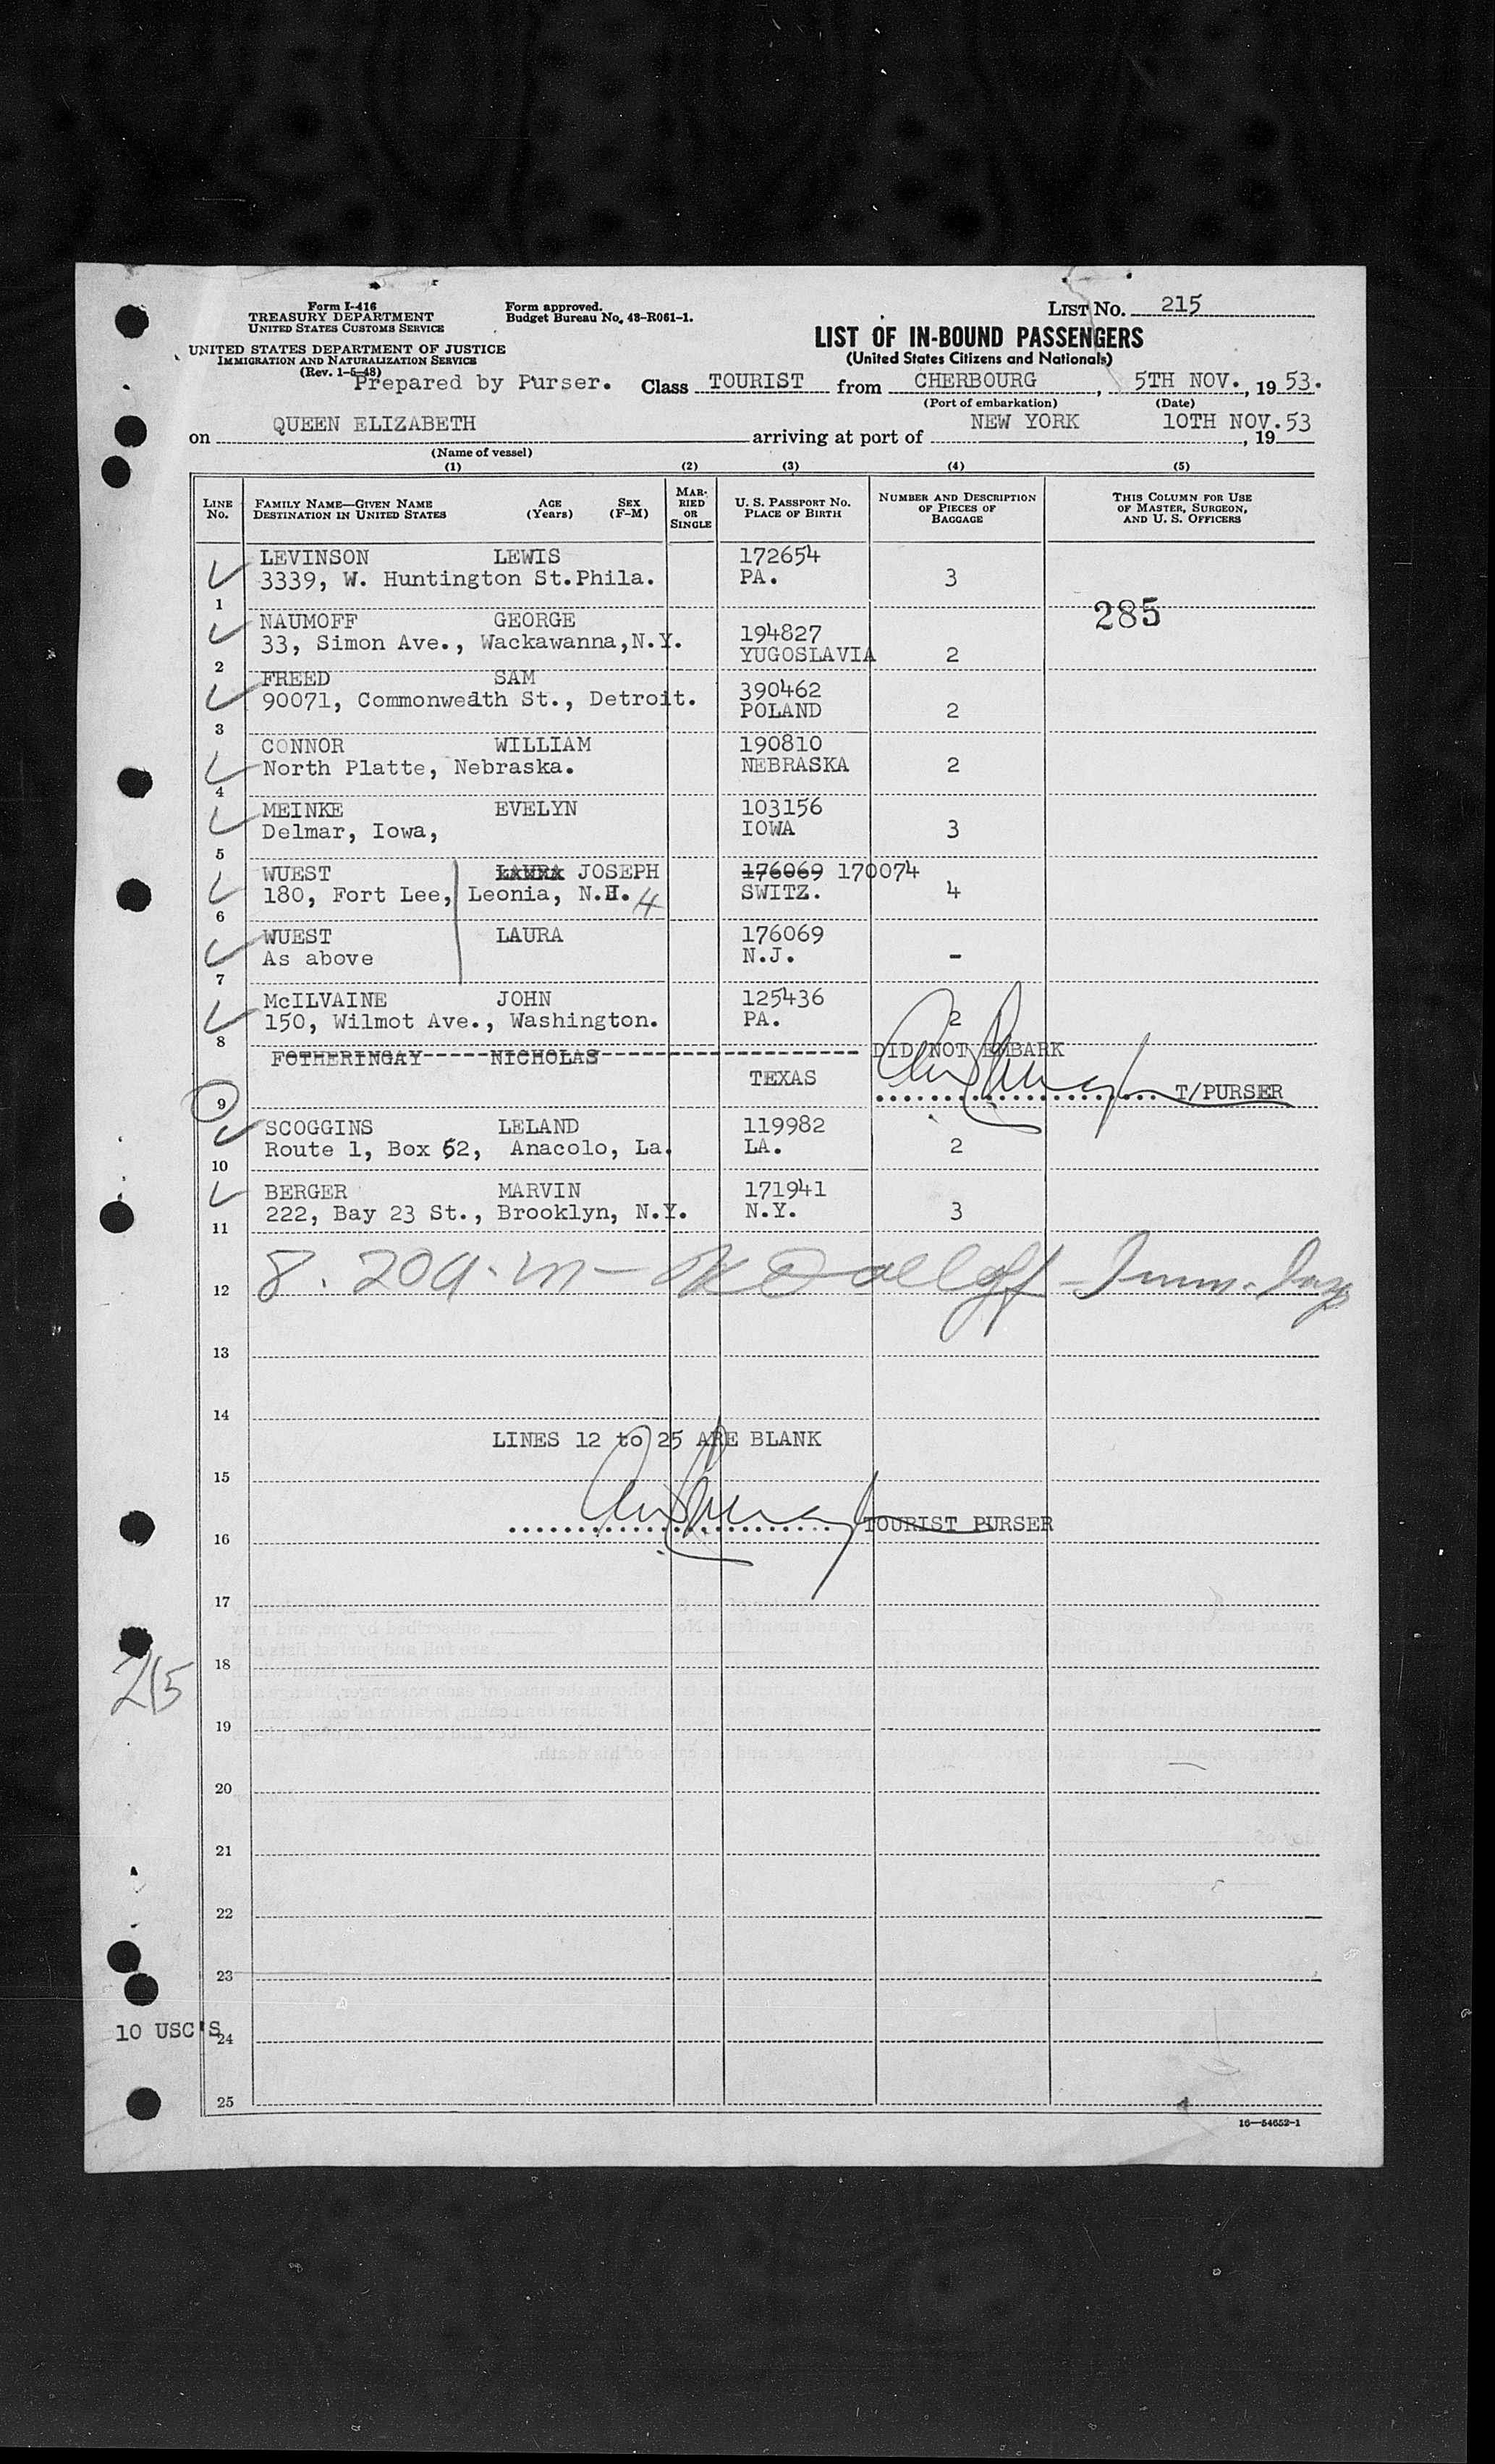 Form I-416
TREASURY DEPARTMENT
UNITED STATES CUSTOMS SERVICE
Form approved.
Budget Bureau No. 43-R061-1.
LIST No. 215
LIST OF IN-BOUND PASSENGERS
(United States Citizens and Nationals)
UNITED STATES DEPARTMENT OF JUSTICE
IMMIGRATION AND NATURALIZATION SERVICE
(Rev. 1-5-48)
Prepared by Purser. Class TOURIST from CHERBOURG, 5TH NOV., 19 53.
(Port of embarkation) (Date)
on QUEEN ELIZABETH arriving at port of NEW YORK 10TH NOV. 53, 19
(Name of vessel)
(1) (2) (3) (4) (5)
LINE No. FAMILY NAME—GIVEN NAME DESTINATION IN UNITED STATES AGE (Years) SEX (F-M) MARRIED OR SINGLE U. S. PASSPORT No. PLACE OF BIRTH NUMBER AND DESCRIPTION OF PIECES OF BAGGAGE THIS COLUMN FOR USE OF MASTER, SURGEON, AND U. S. OFFICERS
LEVINSON LEWIS 172654
3339, W. Huntington St.Phila. PA. 3
1
285
NAUMOFF GEORGE 194827
33, Simon Ave., Wackawanna,N.Y. YUGOSLAVIA 2
2
FREED SAM 390462
90071, Commonwealth St., Detroit. POLAND 2
3
CONNOR WILLIAM 190810
North Platte, Nebraska. NEBRASKA 2
4
MEINKE EVELYN 103156
Delmar, Iowa, IOWA 3
5
WUEST LAURA JOSEPH 176069 170074
180, Fort Lee, Leonia, N.H. 4 SWITZ. 4
6
WUEST LAURA 176069
As above N.J. -
7
McILVAINE JOHN 125436
150, Wilmot Ave., Washington. PA. 2
8
FOTHERINGAY-----NICHOLAS------------------- DID NOT EMBARK
TEXAS
T/PURSER
9
SCOGGINS LELAND 119982
Route 1, Box 52, Anacolo, La. LA. 2
10
BERGER MARVIN 171941
222, Bay 23 St., Brooklyn, N.Y. N.Y. 3
11
12 8.20 a.m — Imm. Insp
13
14
LINES 12 to 25 ARE BLANK
15
TOURIST PURSER
16
17
215
18
19
20
21
22
23
10 USC'S
24
25
16—54652-1